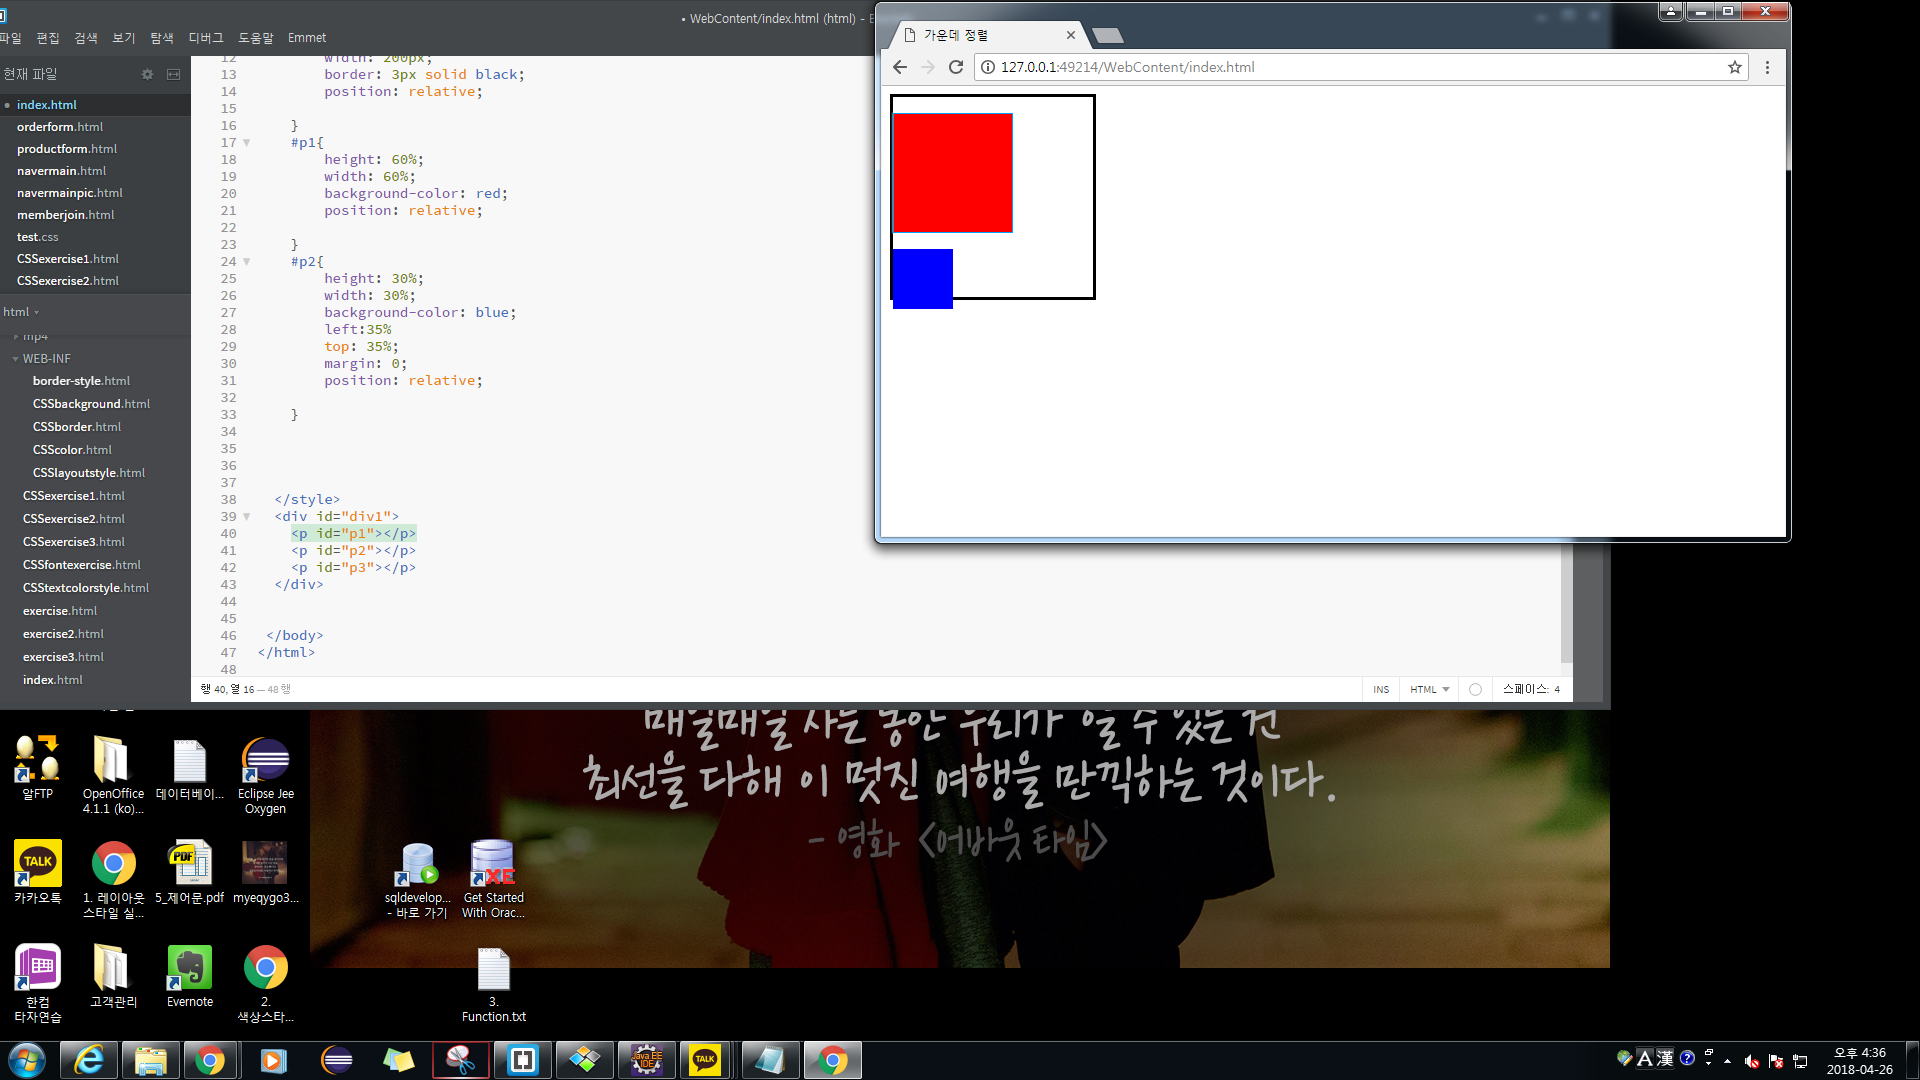 • WebContent/index.html (html) - E
파일 편집 검색 보기 탐색 디버그 도움말 Emmet
현재 파일
index.html
orderform.html
productform.html
navermain.html
navermainpic.html
memberjoin.html
test.css
CSSexercise1.html
CSSexercise2.html
html
mp4
WEB-INF
border-style.html
CSSbackground.html
CSSborder.html
CSScolor.html
CSSlayoutstyle.html
CSSexercise1.html
CSSexercise2.html
CSSexercise3.html
CSSfontexercise.html
CSStextcolorstyle.html
exercise.html
exercise2.html
exercise3.html
index.html
12 width: 200px;
13 border: 3px solid black;
14 position: relative;
15
16 }
17 #p1{
18 height: 60%;
19 width: 60%;
20 background-color: red;
21 position: relative;
22
23 }
24 #p2{
25 height: 30%;
26 width: 30%;
27 background-color: blue;
28 left:35%
29 top: 35%;
30 margin: 0;
31 position: relative;
32
33 }
34
35
36
37
38 </style>
39 <div id="div1">
40 <p id="p1"></p>
41 <p id="p2"></p>
42 <p id="p3"></p>
43 </div>
44
45
46 </body>
47 </html>
48
행 40, 열 16 — 48 행
INS HTML 스페이스: 4
가운데 정렬
127.0.0.1:49214/WebContent/index.html
매일매일 사는 동안 우리가 할 수 있는 건
최선을 다해 이 멋진 여행을 만끽하는 것이다.
- 영화 <어바웃 타임>
알FTP
OpenOffice
4.1.1 (ko)...
데이터베이...
Eclipse Jee
Oxygen
TALK
카카오톡
1. 레이아웃
스타일 실...
PDF
5_제어문.pdf
myeqygo3...
sqldevelop...
- 바로 가기
XE
Get Started
With Orac...
한컴
타자연습
고객관리
Evernote
2.
색상스타...
3.
Function.txt
Java EE
IDE
TALK
A 漢
오후 4:36
2018-04-26